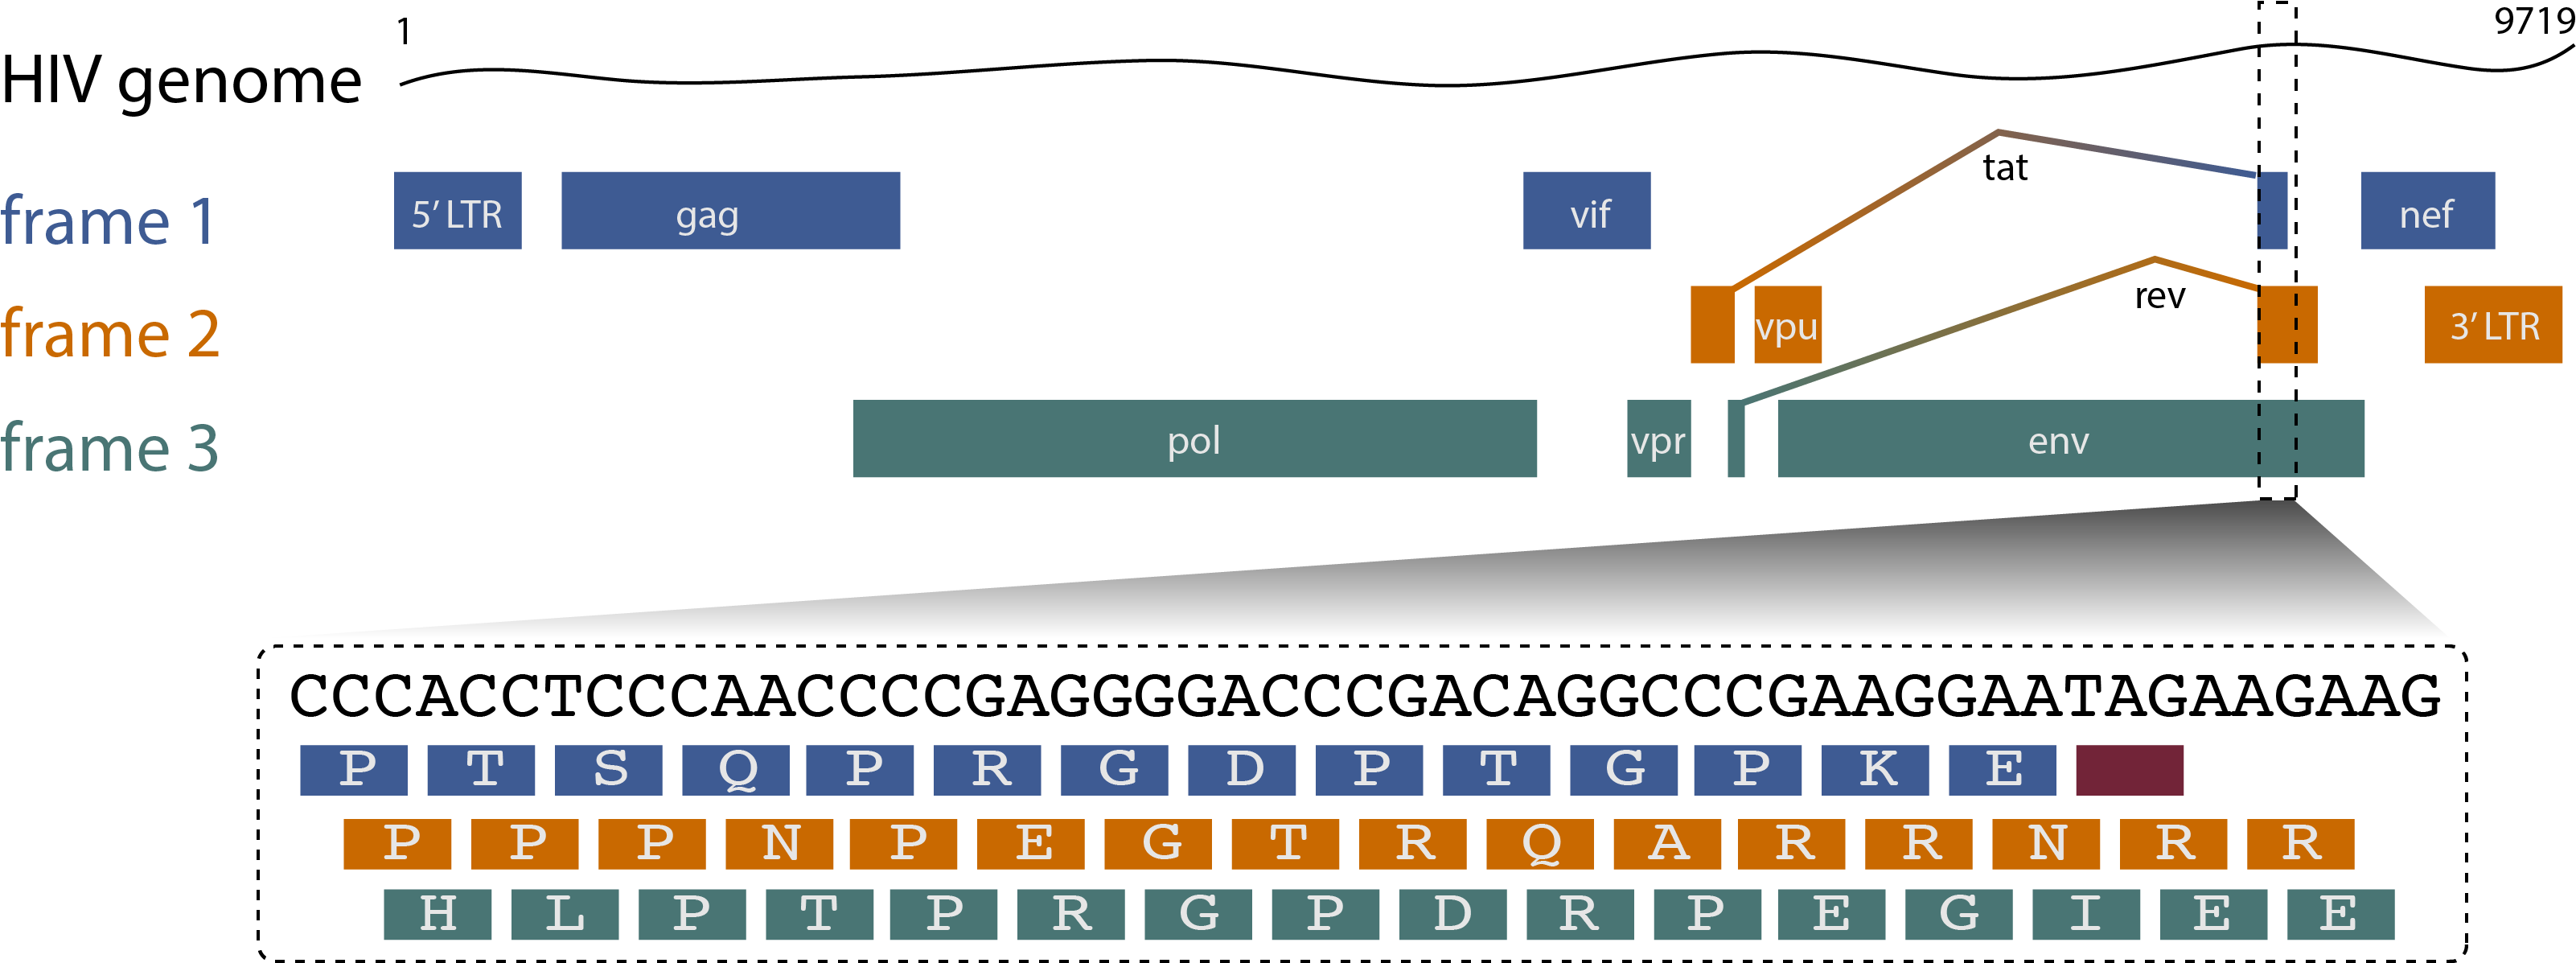 1 9719
HIV genome
tat
frame 1 5’ LTR gag vif nef
rev
frame 2 vpu 3’ LTR
frame 3 pol vpr env
CCCACCTCCCAACCCCGAGGGGACCCGACAGGCCCGAAGGAATAGAAGAAG
P T S Q P R G D P T G P K E
P P P N P E G T R Q A R R N R R
H L P T P R G P D R P E G I E E